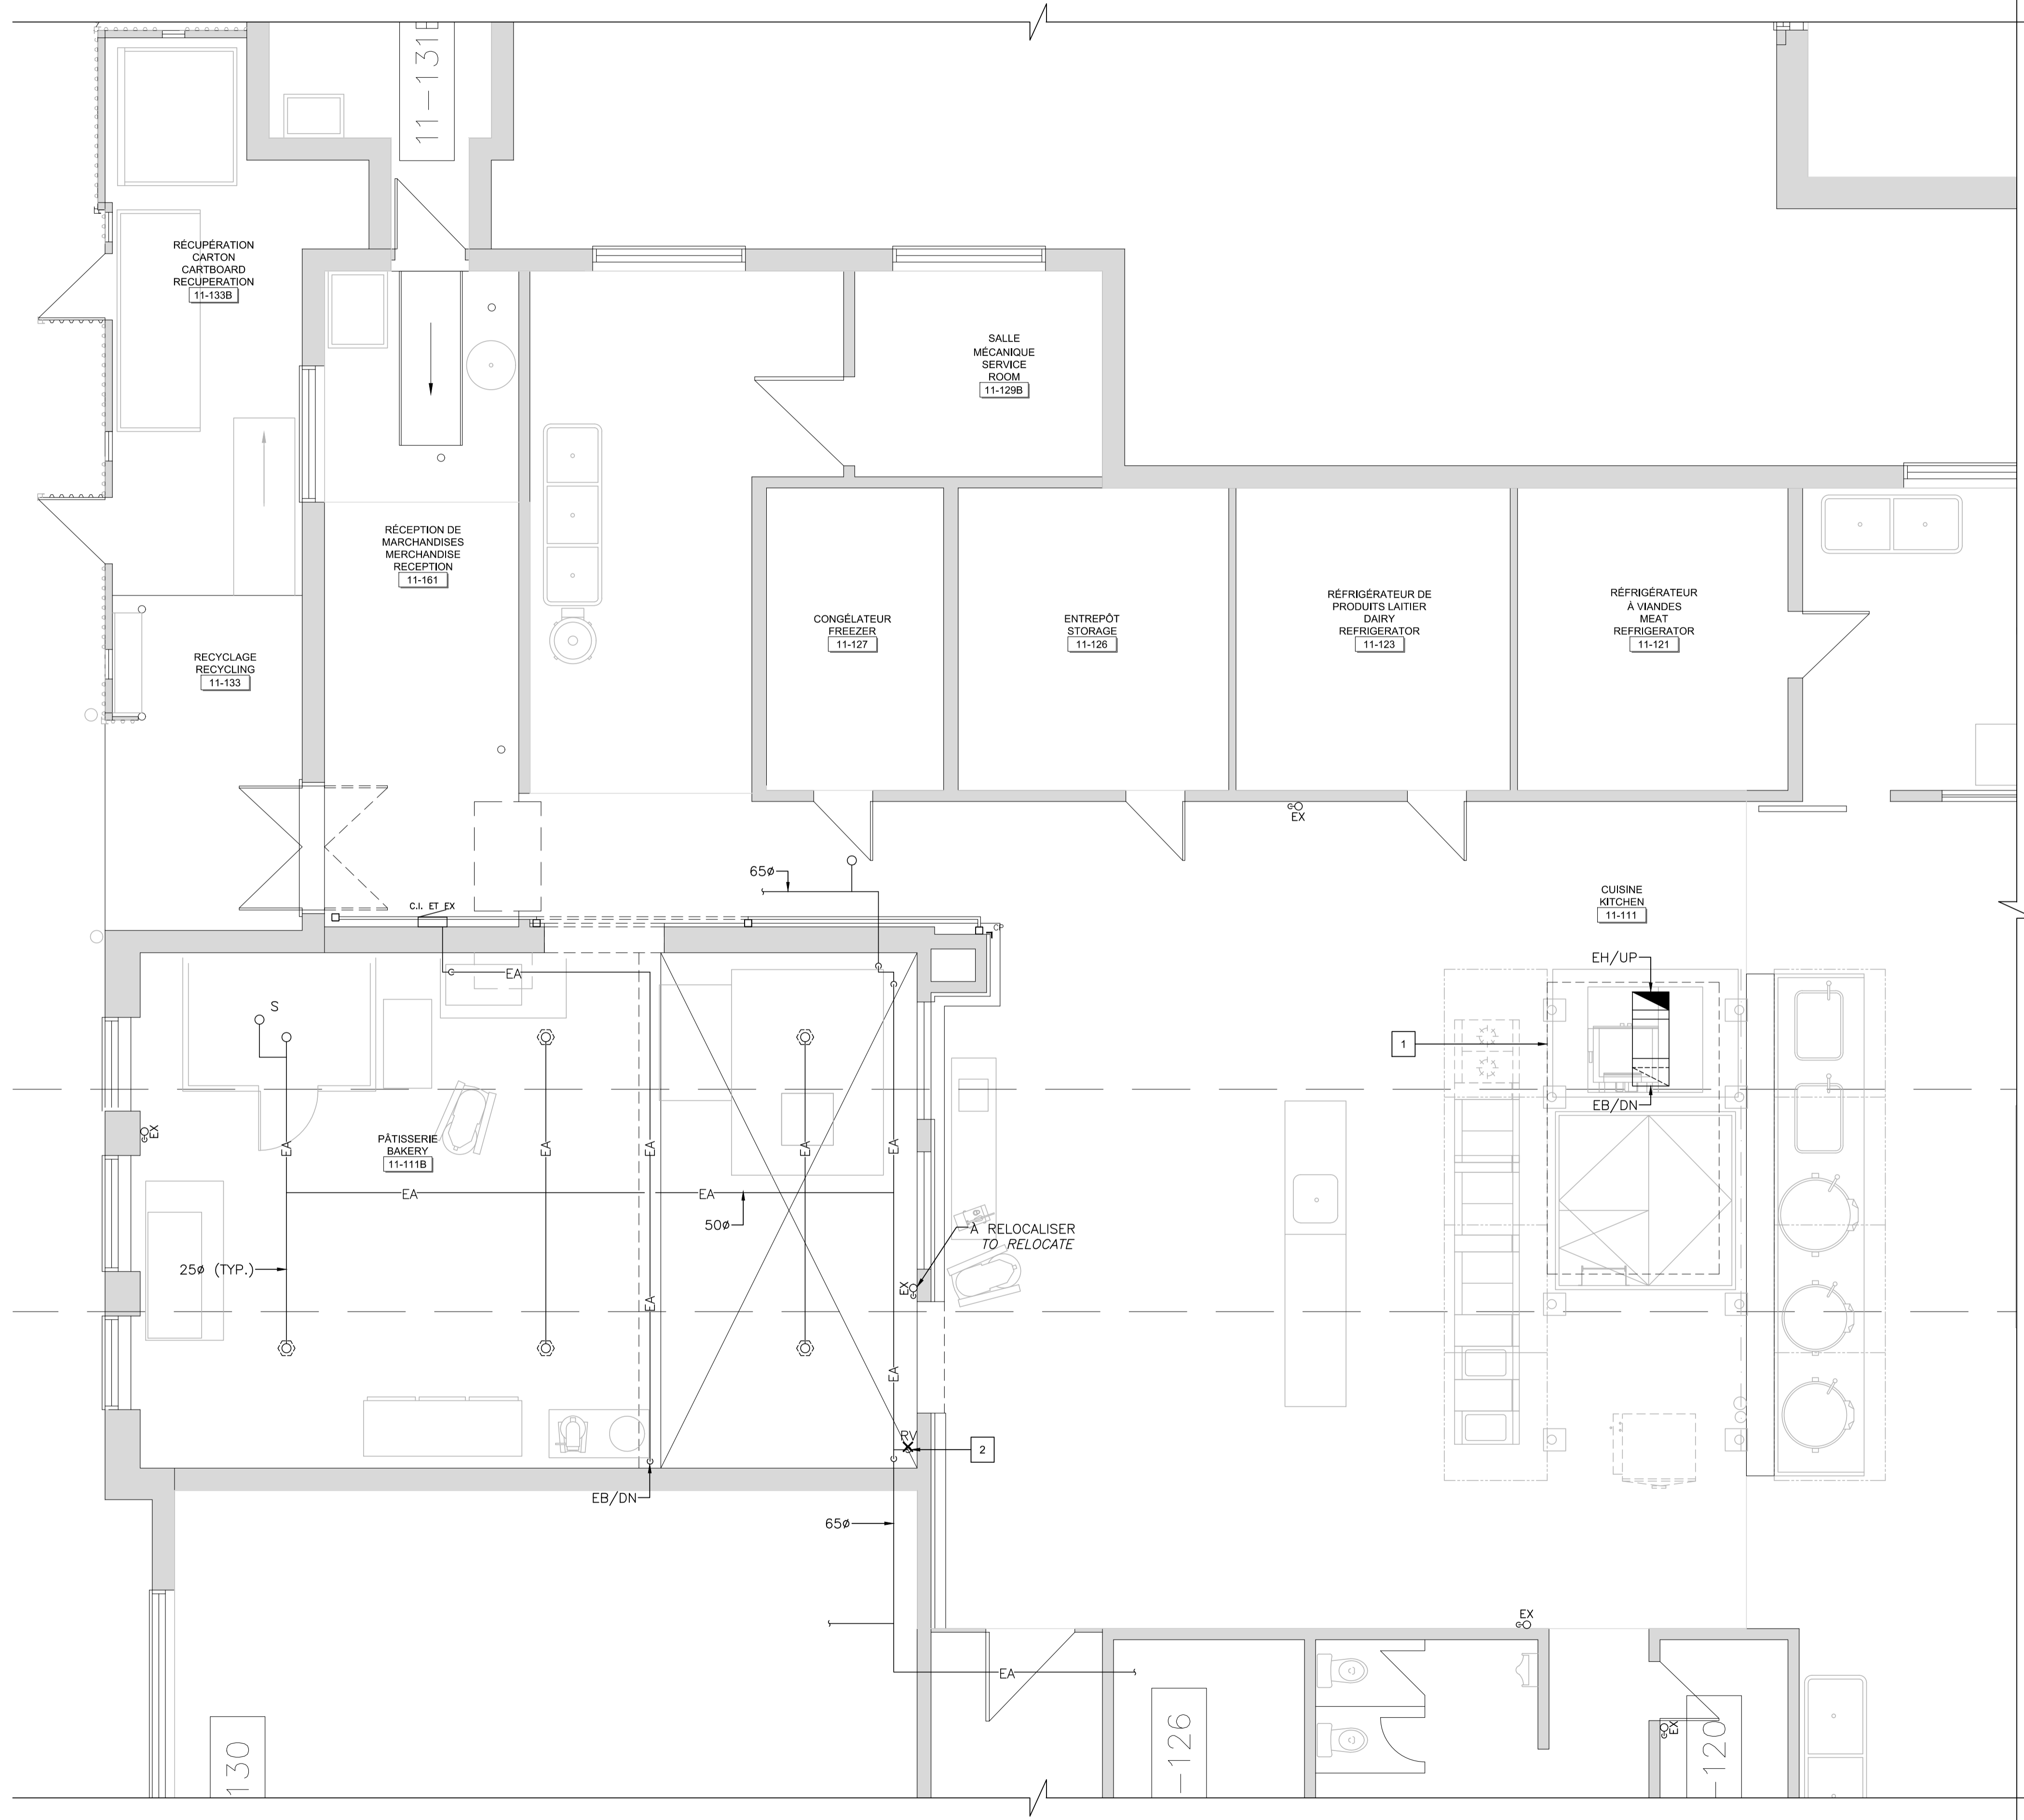 11-131
RÉCUPÉRATION
CARTON
CARTBOARD
RECUPERATION
11-133B
SALLE
MÉCANIQUE
SERVICE
ROOM
11-129B
RÉCEPTION DE
MARCHANDISES
MERCHANDISE
RECEPTION
11-161
CONGÉLATEUR
FREEZER
11-127
ENTREPÔT
STORAGE
11-126
RÉFRIGÉRATEUR DE
PRODUITS LAITIER
DAIRY
REFRIGERATOR
11-123
RÉFRIGÉRATEUR
À VIANDES
MEAT
REFRIGERATOR
11-121
RECYCLAGE
RECYCLING
11-133
EX
65ø
CUISINE
KITCHEN
11-111
C.I. ET EX
CP
EH/UP
EA
S
1
EB/DN
EX
PÂTISSERIE
BAKERY
11-111B
EA
EA
EA
EA
EA
EA
EA
50ø
A RELOCALISER
TO RELOCATE
25ø (TYP.)
EX
EA
EA
RV
2
EB/DN
65ø
EX
EA
EX
130
-126
-120